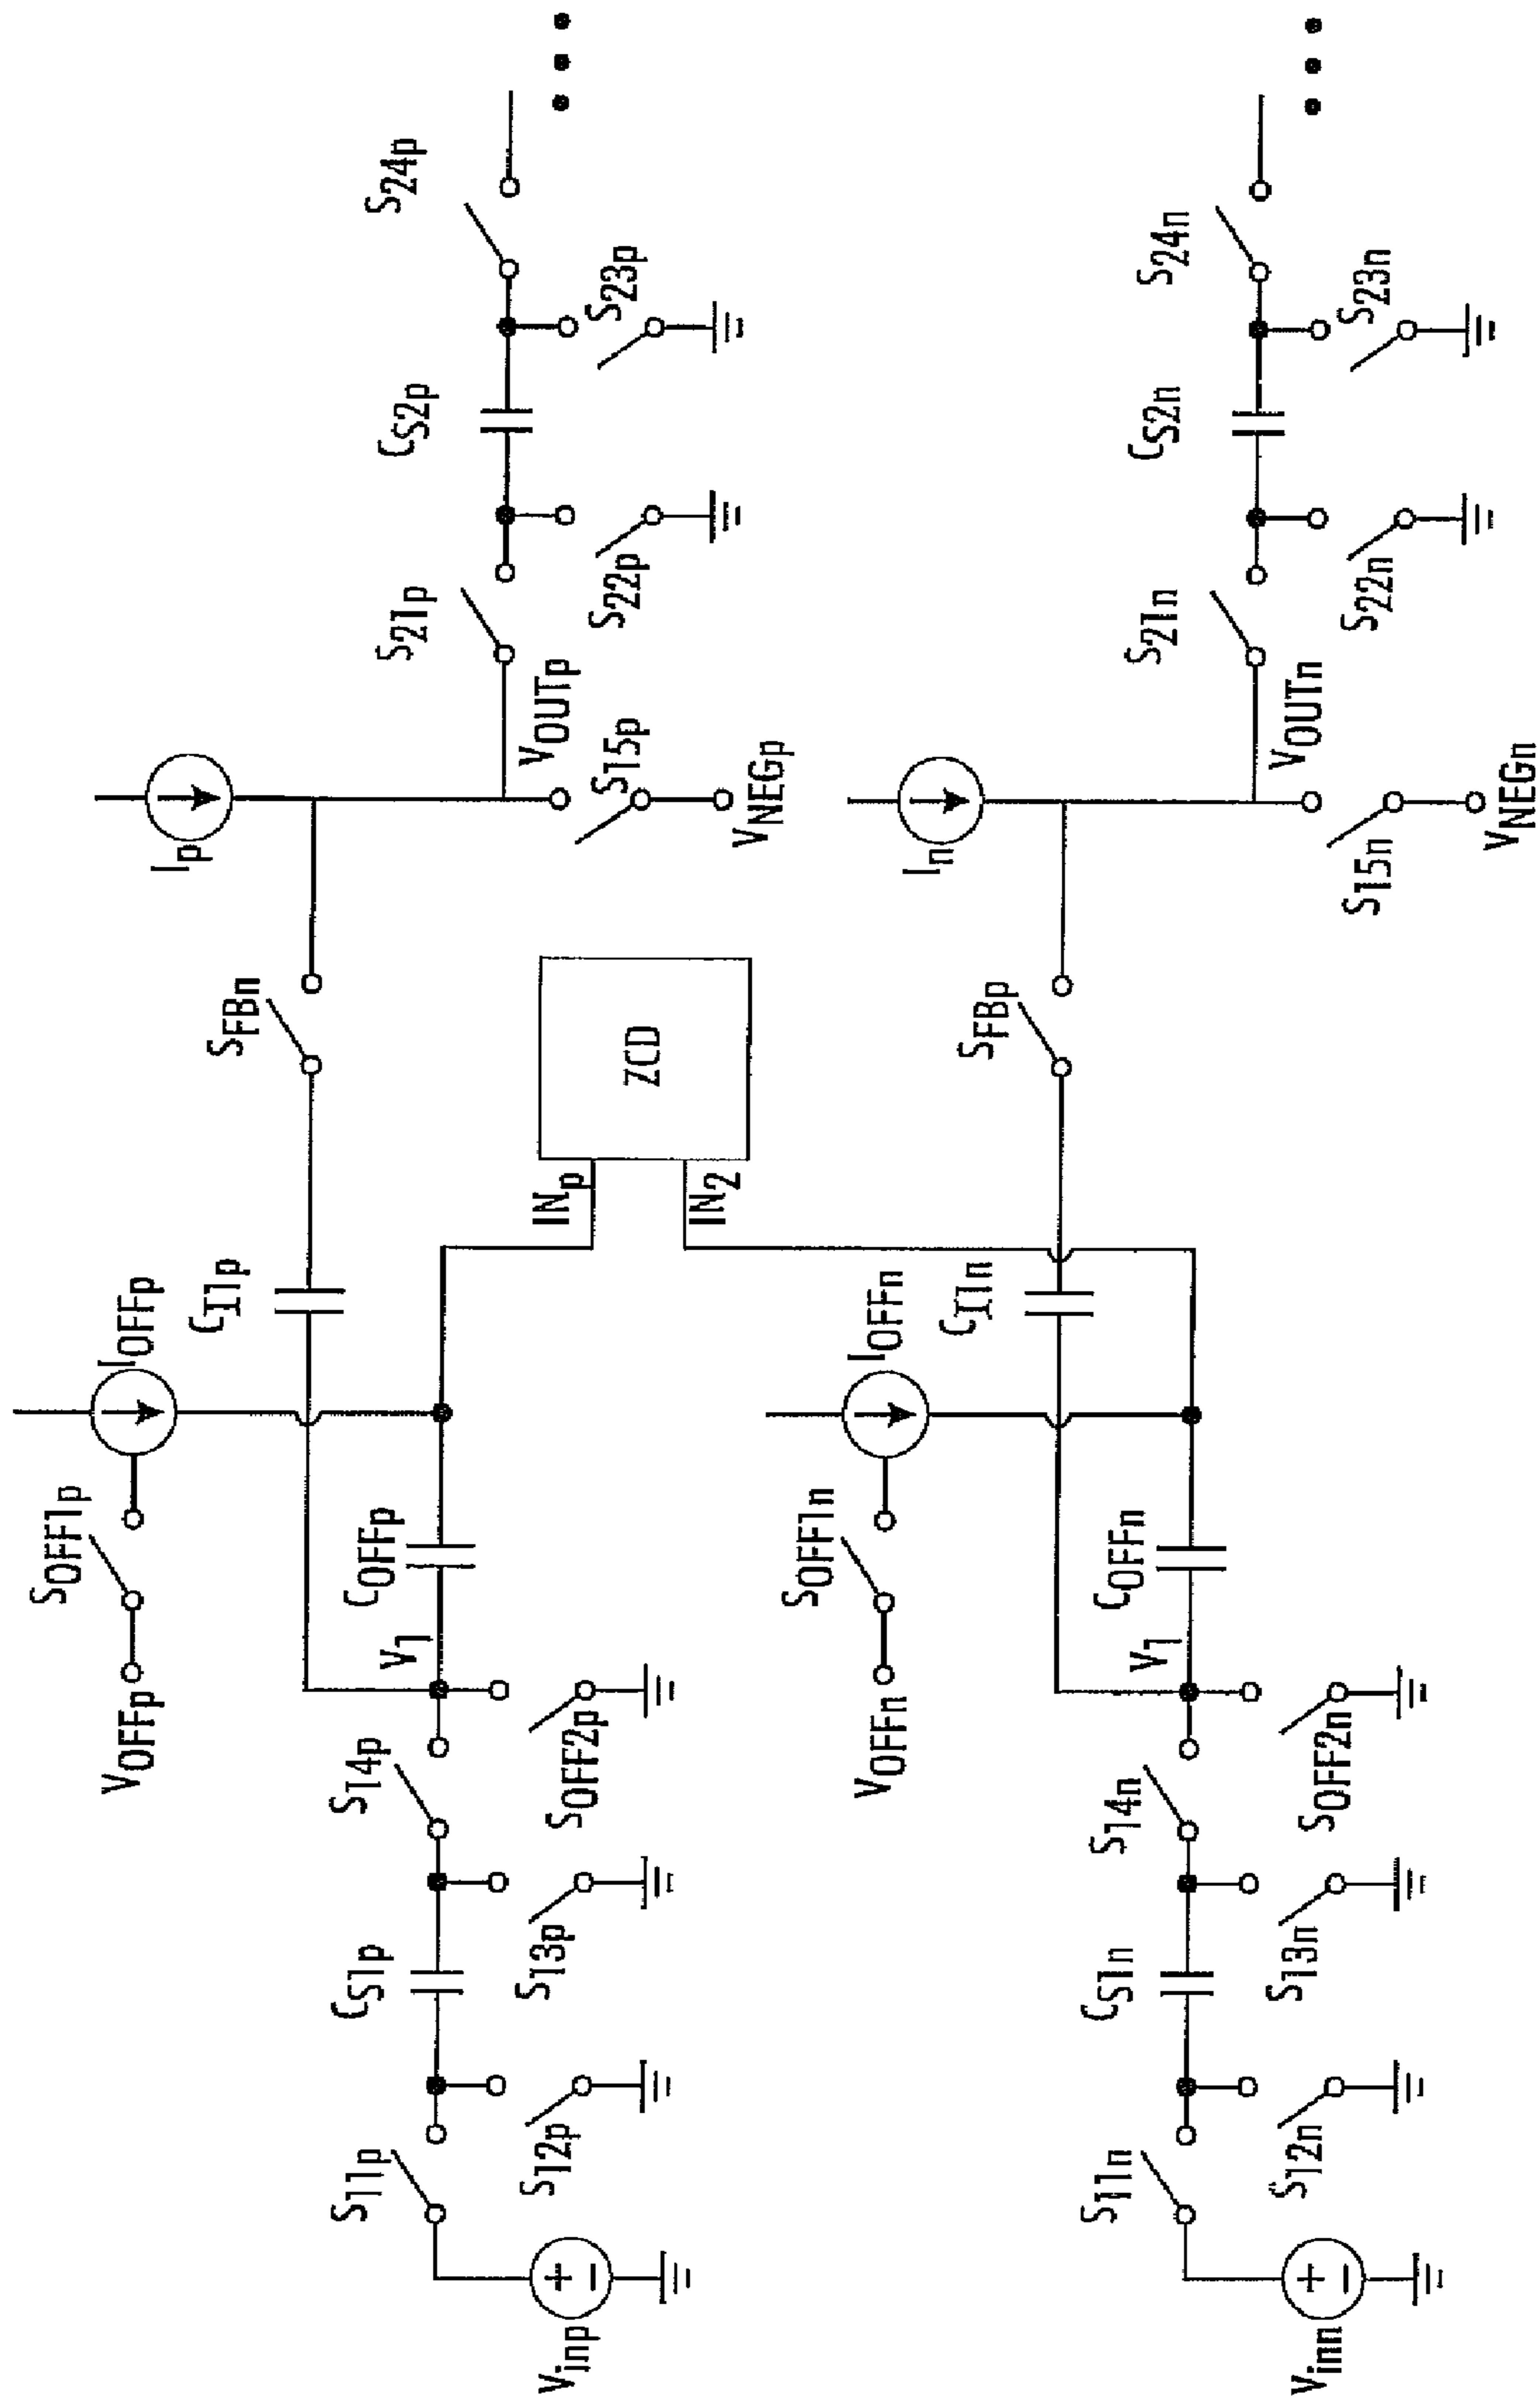 VOFFp
SOFF1p
IOFFp
CI1p
SFBn
Ip
S11p
CS1p
S14p
V1
COFFp
S12p
S13p
SOFF2p
INp
IN2
ZCD
VOUTp
S21p
CS2p
S24p
S15p
S22p
S23p
VNEGp
Vinp
VOFFn
SOFF1n
IOFFn
CI1n
SFBp
In
S11n
CS1n
S14n
V1
COFFn
S12n
S13n
SOFF2n
VOUTn
S21n
CS2n
S24n
S15n
S22n
S23n
VNEGn
Vinn